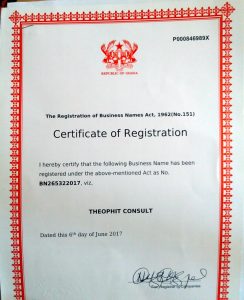 P000846989X
REPUBLIC OF GHANA
The Registration of Business Names Act, 1962(No.151)
Certificate of Registration
I hereby certify that the following Business Name has been
registered under the above-mentioned Act as No.
BN265322017, viz.
THEOPHIT CONSULT
Dated this 6th day of June 2017